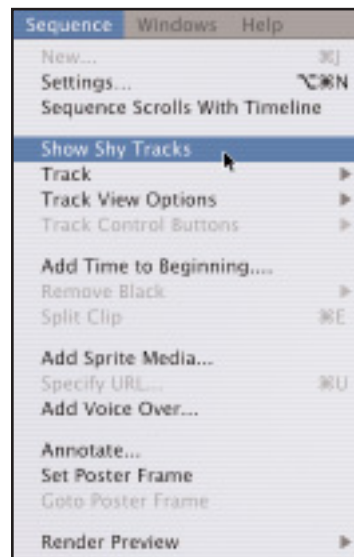 Sequence Windows Help
New... ⌘J
Settings... ⌥⌘N
Sequence Scrolls With Timeline
Show Shy Tracks
Track
Track View Options
Track Control Buttons
Add Time to Beginning....
Remove Black
Split Clip ⌘E
Add Sprite Media...
Specify URL... ⌘U
Add Voice Over...
Annotate...
Set Poster Frame
Goto Poster Frame
Render Preview